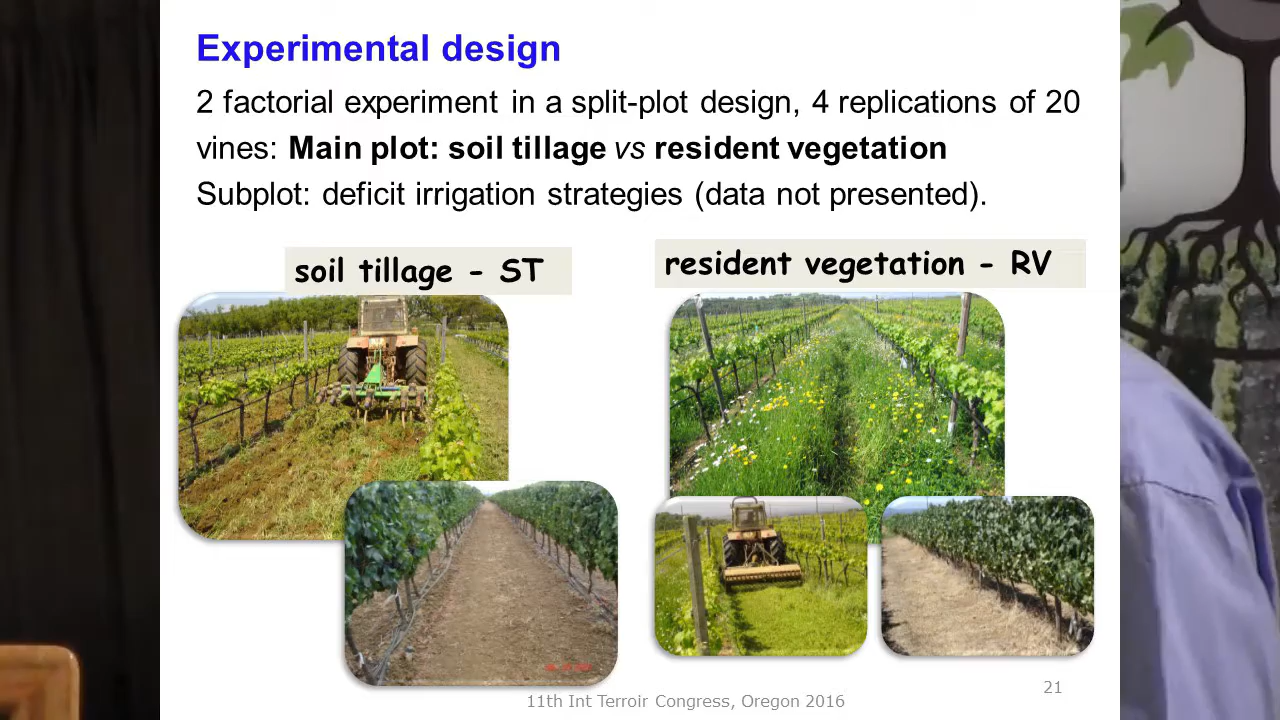 Experimental design
2 factorial experiment in a split-plot design, 4 replications of 20
vines: Main plot: soil tillage vs resident vegetation
Subplot: deficit irrigation strategies (data not presented).
soil tillage - ST
resident vegetation - RV
21
11th Int Terroir Congress, Oregon 2016